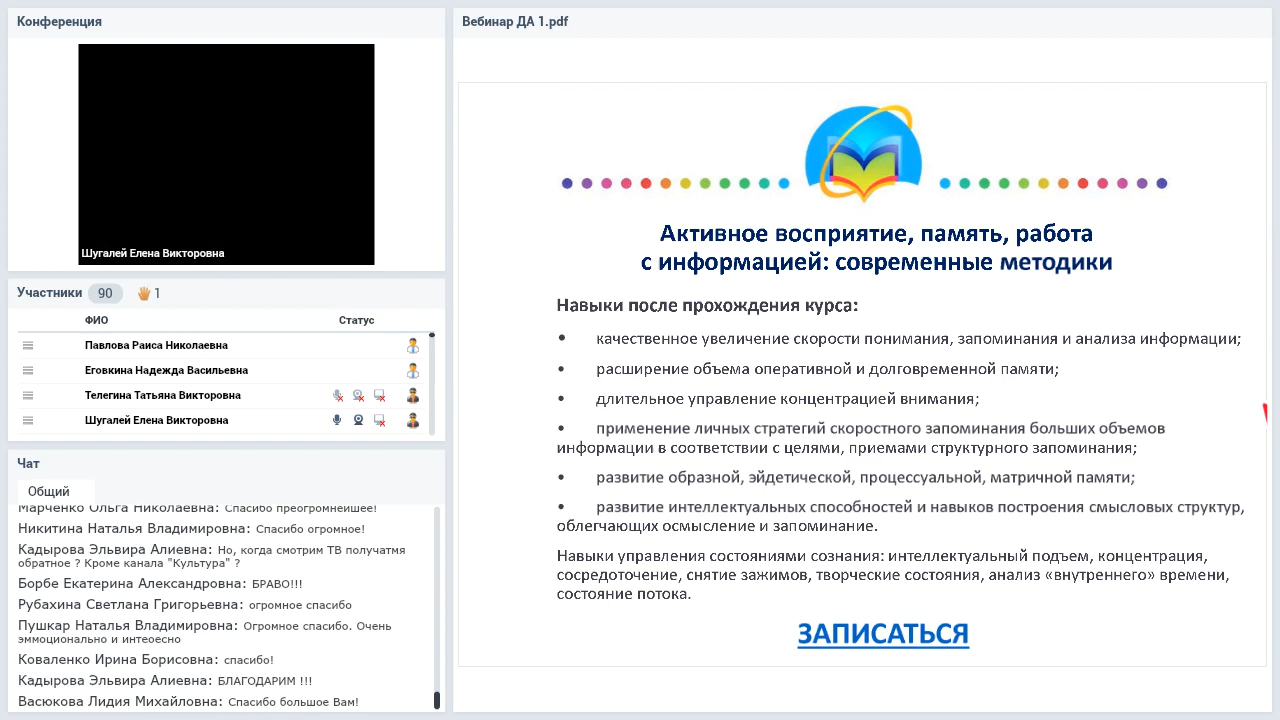 Конференция
Шугалей Елена Викторовна
Участники 90 1
ФИО Статус
Павлова Раиса Николаевна
Еговкина Надежда Васильевна
Телегина Татьяна Викторовна
Шугалей Елена Викторовна
Чат
Общий
Марченко Ольга Николаевна: Спасибо преогромнейшее!
Никитина Наталья Владимировна: Спасибо огромное!
Кадырова Эльвира Алиевна: Но, когда смотрим ТВ получатмя
обратное ? Кроме канала "Культура" ?
Борбе Екатерина Александровна: БРАВО!!!
Рубахина Светлана Григорьевна: огромное спасибо
Пушкар Наталья Владимировна: Огромное спасибо. Очень
эммоционально и интеоесно
Коваленко Ирина Борисовна: спасибо!
Кадырова Эльвира Алиевна: БЛАГОДАРИМ !!!
Васюкова Лидия Михайловна: Спасибо большое Вам!
Вебинар ДА 1.pdf
Активное восприятие, память, работа
с информацией: современные методики
Навыки после прохождения курса:
• качественное увеличение скорости понимания, запоминания и анализа информации;
• расширение объема оперативной и долговременной памяти;
• длительное управление концентрацией внимания;
• применение личных стратегий скоростного запоминания больших объемов
информации в соответствии с целями, приемами структурного запоминания;
• развитие образной, эйдетической, процессуальной, матричной памяти;
• развитие интеллектуальных способностей и навыков построения смысловых структур,
облегчающих осмысление и запоминание.
Навыки управления состояниями сознания: интеллектуальный подъем, концентрация,
сосредоточение, снятие зажимов, творческие состояния, анализ «внутреннего» времени,
состояние потока.
ЗАПИСАТЬСЯ